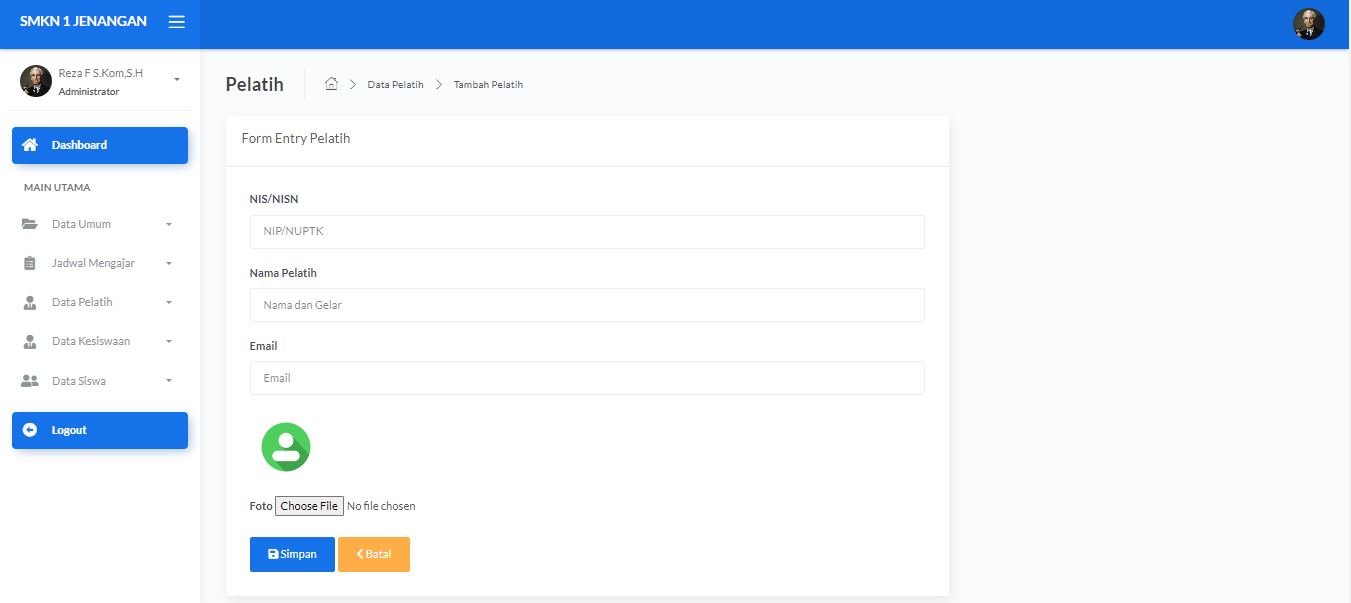 SMKN 1 JENANGAN
Reza F S.Kom,S.H
Administrator
Dashboard
MAIN UTAMA
Data Umum
Jadwal Mengajar
Data Pelatih
Data Kesiswaan
Data Siswa
Logout
Pelatih
Data Pelatih
Tambah Pelatih
Form Entry Pelatih
NIS/NISN
NIP/NUPTK
Nama Pelatih
Nama dan Gelar
Email
Email
Foto Choose File No file chosen
Simpan Batal